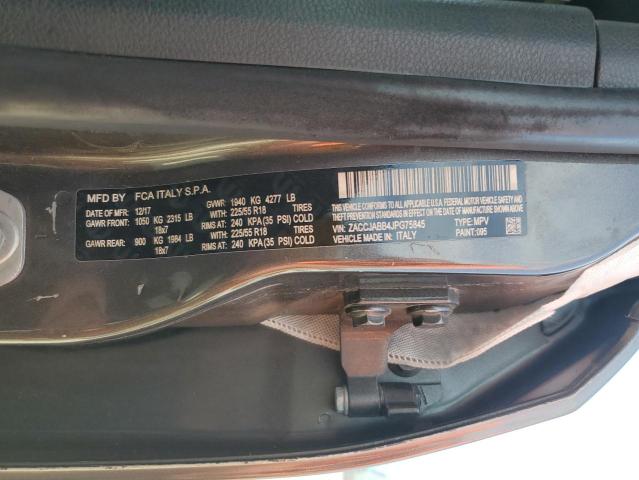 MFD BY FCA ITALY S.P.A.
DATE OF MFR: 12/17 GVWR: 1940 KG 4277 LB
GAWR FRONT: 1050 KG 2315 LB WITH 225/55 R18 TIRES
18x7 RIMS AT: 240 KPA(35 PSI) COLD
GAWR REAR: 900 KG 1984 LB WITH 225/55 R18 TIRES
18x7 RIMS AT: 240 KPA(35 PSI) COLD
THIS VEHICLE CONFORMS TO ALL APPLICABLE U.S.A. FEDERAL MOTOR VEHICLE SAFETY,
BUMPER AND THEFT PREVENTION STANDARDS IN EFFECT ON THE DATE OF MANUFACTURE SHOWN ABOVE.
VIN: ZACCJABB4JPG75845 TYPE: MPV
MADE IN: ITALY PAINT: 095